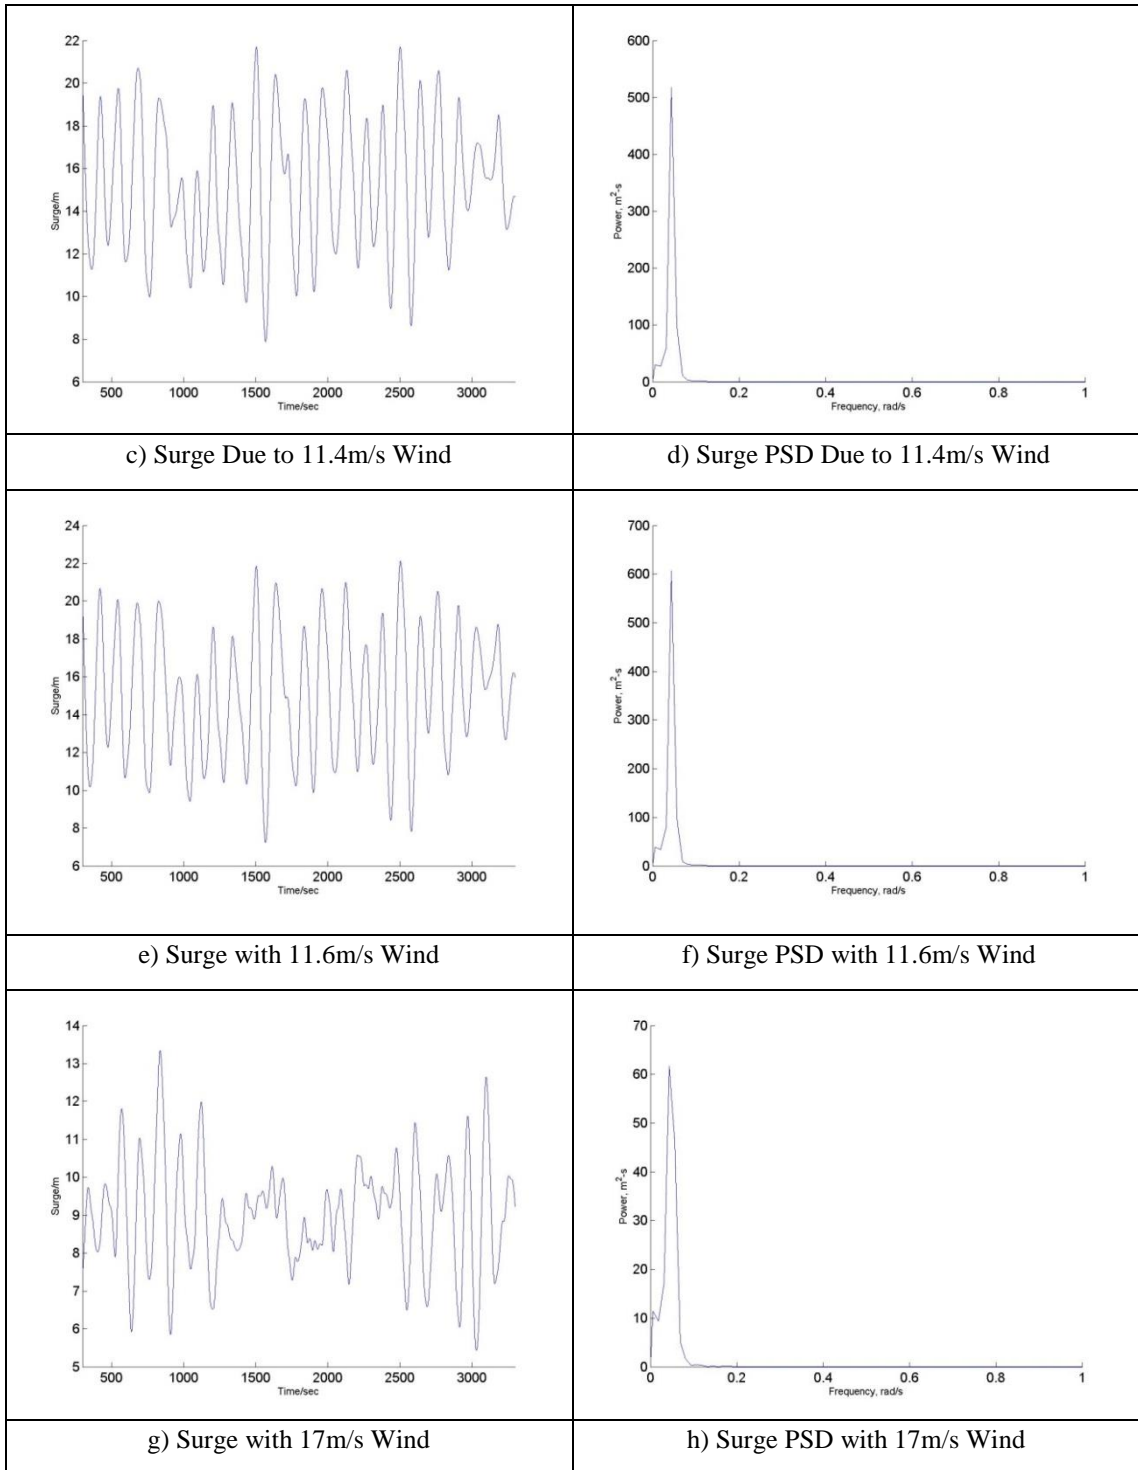 22
20
18
16
14
12
10
8
6
Surge/m
500 1000 1500 2000 2500 3000
Time/sec
600
500
400
300
200
100
0
Power, m²-s
0 0.2 0.4 0.6 0.8 1
Frequency, rad/s
c) Surge Due to 11.4m/s Wind
d) Surge PSD Due to 11.4m/s Wind
24
22
20
18
16
14
12
10
8
6
Surge/m
500 1000 1500 2000 2500 3000
Time/sec
700
600
500
400
300
200
100
0
Power, m²-s
0 0.2 0.4 0.6 0.8 1
Frequency, rad/s
e) Surge with 11.6m/s Wind
f) Surge PSD with 11.6m/s Wind
14
13
12
11
10
9
8
7
6
5
Surge/m
500 1000 1500 2000 2500 3000
Time/sec
70
60
50
40
30
20
10
0
Power, m²-s
0 0.2 0.4 0.6 0.8 1
Frequency, rad/s
g) Surge with 17m/s Wind
h) Surge PSD with 17m/s Wind